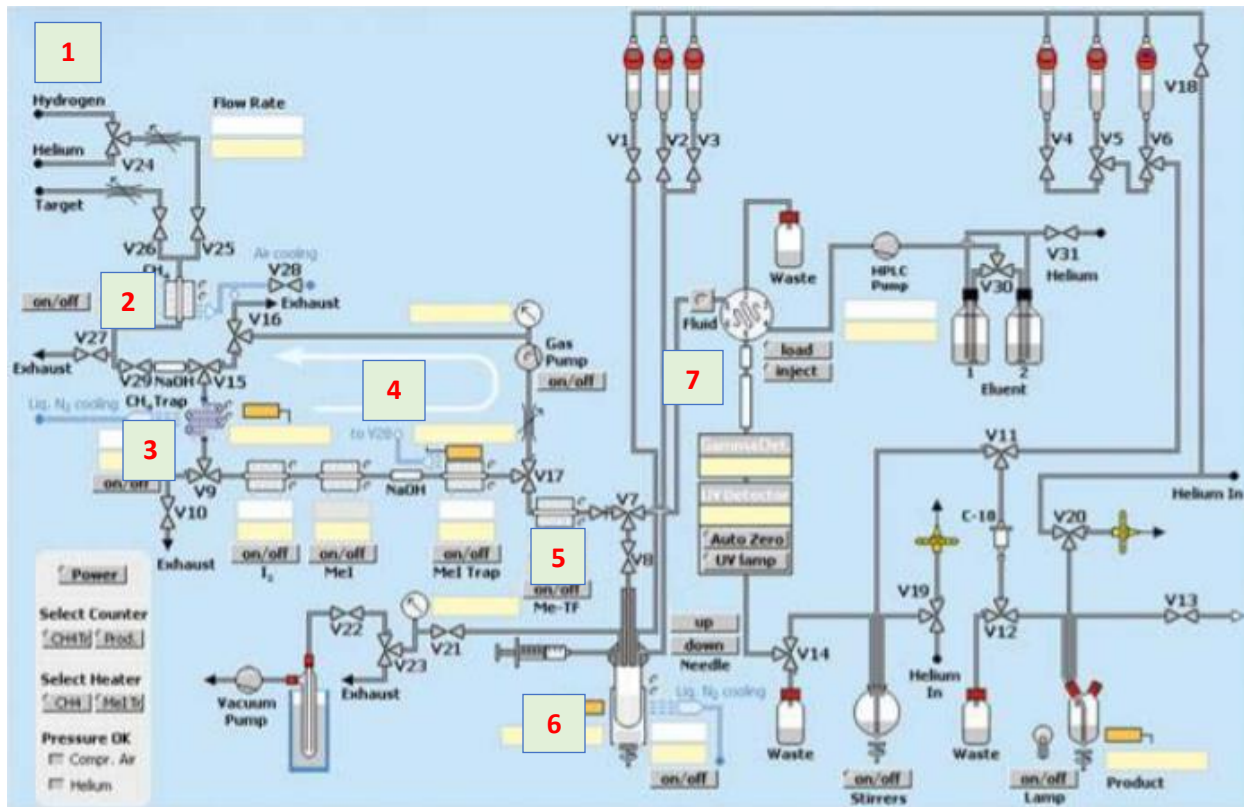 1
Hydrogen
Flow Rate
Helium
V24
Target
V26
V25
Air cooling
V28
CH4
2
on/off
Exhaust
V16
V27
Exhaust
V29
NaOH
V15
Liq. N2 cooling
CH4 Trap
3
on/off
V9
V10
Exhaust
4
to V28
NaOH
on/off
I2
on/off
MeI
on/off
MeI Trap
Gas
Pump
on/off
V17
5
on/off
Me-TF
V7
V8
V1
V2
V3
V4
V5
V6
V18
Waste
Fluid
7
load
inject
HPLC
Pump
V30
V31
Helium
1
2
Eluent
UV Detector
Auto Zero
UV lamp
up
down
Needle
V14
Waste
V11
C-18
V19
Helium
In
V12
Waste
V20
Helium In
V13
on/off
Stirrers
on/off
Lamp
Product
V22
V23
V21
Exhaust
Vacuum
Pump
6
Liq. N2 cooling
on/off
Power
Select Counter
CH4Tr
Prod.
Select Heater
CH4
MeI Tr
Pressure OK
Compr. Air
Helium